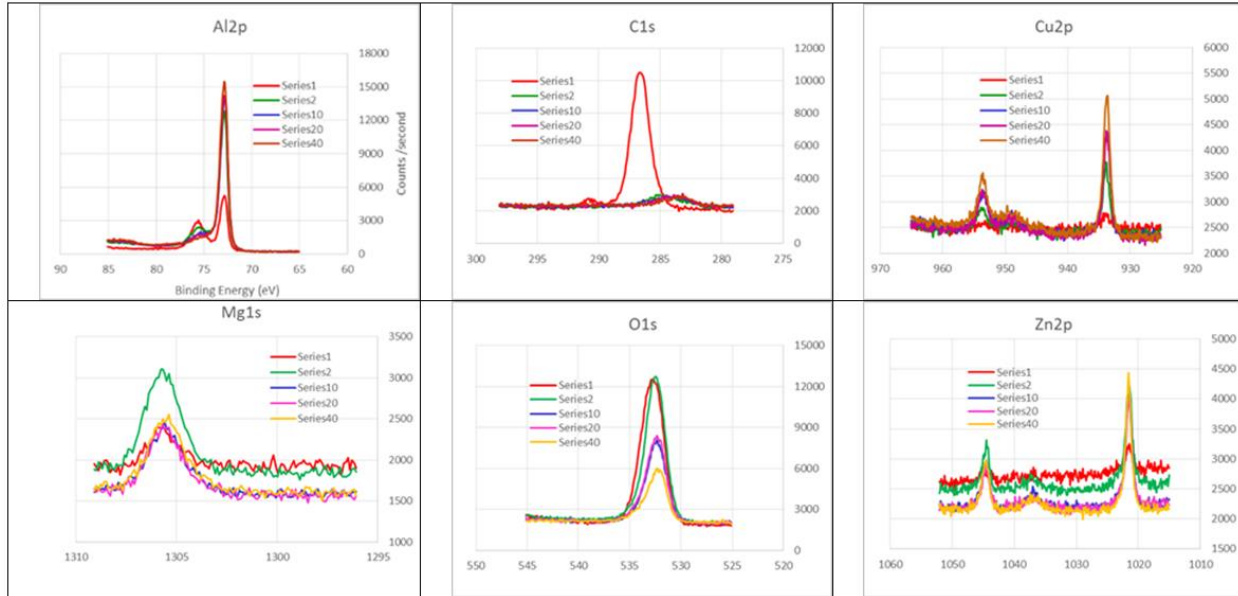 Al2p
18000
15000
12000
9000
6000
3000
0
Counts /second
Series1
Series2
Series10
Series20
Series40
90 85 80 75 70 65 60
Binding Energy (eV)
C1s
12000
10000
8000
6000
4000
2000
0
Series1
Series2
Series10
Series20
Series40
298 295 291 288 285 281 278 275
Cu2p
6000
5500
5000
4500
4000
3500
3000
2500
2000
Series1
Series2
Series10
Series20
Series40
970 960 950 940 930 920
Mg1s
3500
3000
2500
2000
1500
1000
Series1
Series2
Series10
Series20
Series40
1310 1305 1300 1295
O1s
15000
12000
9000
6000
3000
0
Series1
Series2
Series10
Series20
Series40
550 545 540 535 530 525 520
Zn2p
5000
4500
4000
3500
3000
2500
2000
1500
Series1
Series2
Series10
Series20
Series40
1060 1050 1040 1030 1020 1010